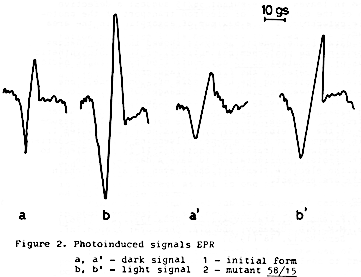 10 gs
a b a' b'
Figure 2. Photoinduced signals EPR
a, a' - dark signal 1 - initial form
b, b' - light signal 2 - mutant 58/15